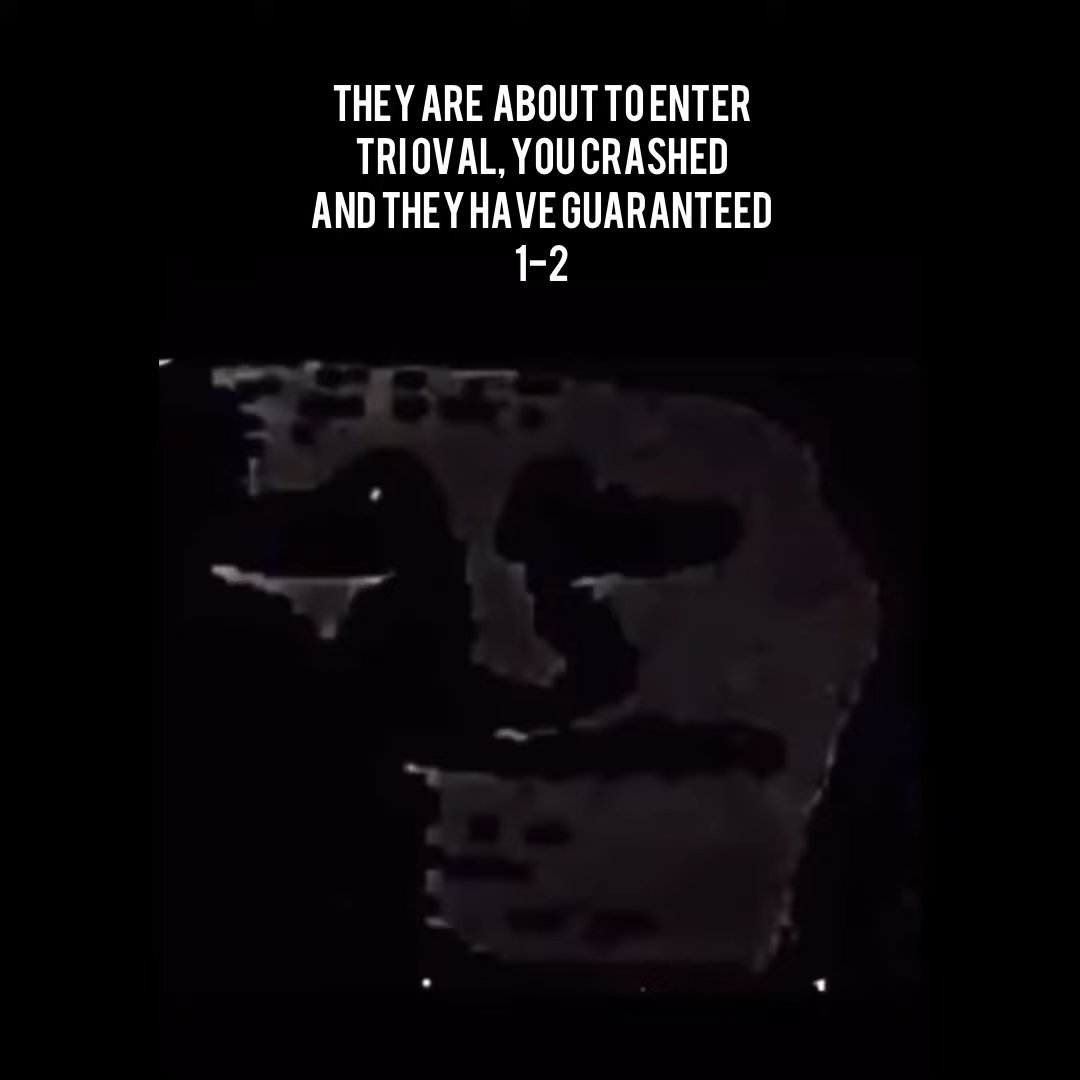 THEY ARE ABOUT TO ENTER
TRIOVAL, YOU CRASHED
AND THEY HAVE GUARANTEED
1-2